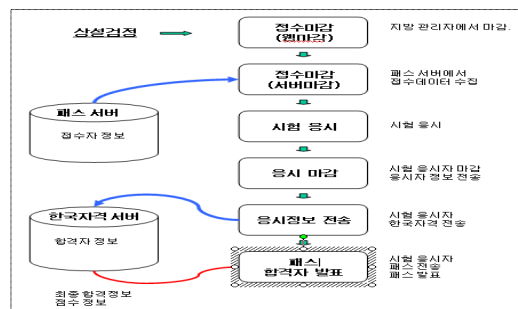 상설검정
접수마감
(웹마감)
지방 관리자에서 마감.
접수마감
(서버마감)
패스 서버에서
접수데이터 수집
패스 서버
접수자 정보
시험 응시
시험 응시
응시 마감
시험 응시자 마감
응시자 정보 전송
한국자격 서버
합격자 정보
응시정보 전송
시험 응시자
한국자격 전송
패스
합격자 발표
시험 응시자
패스 전송
패스 발표
최종 합격정보
점수 정보